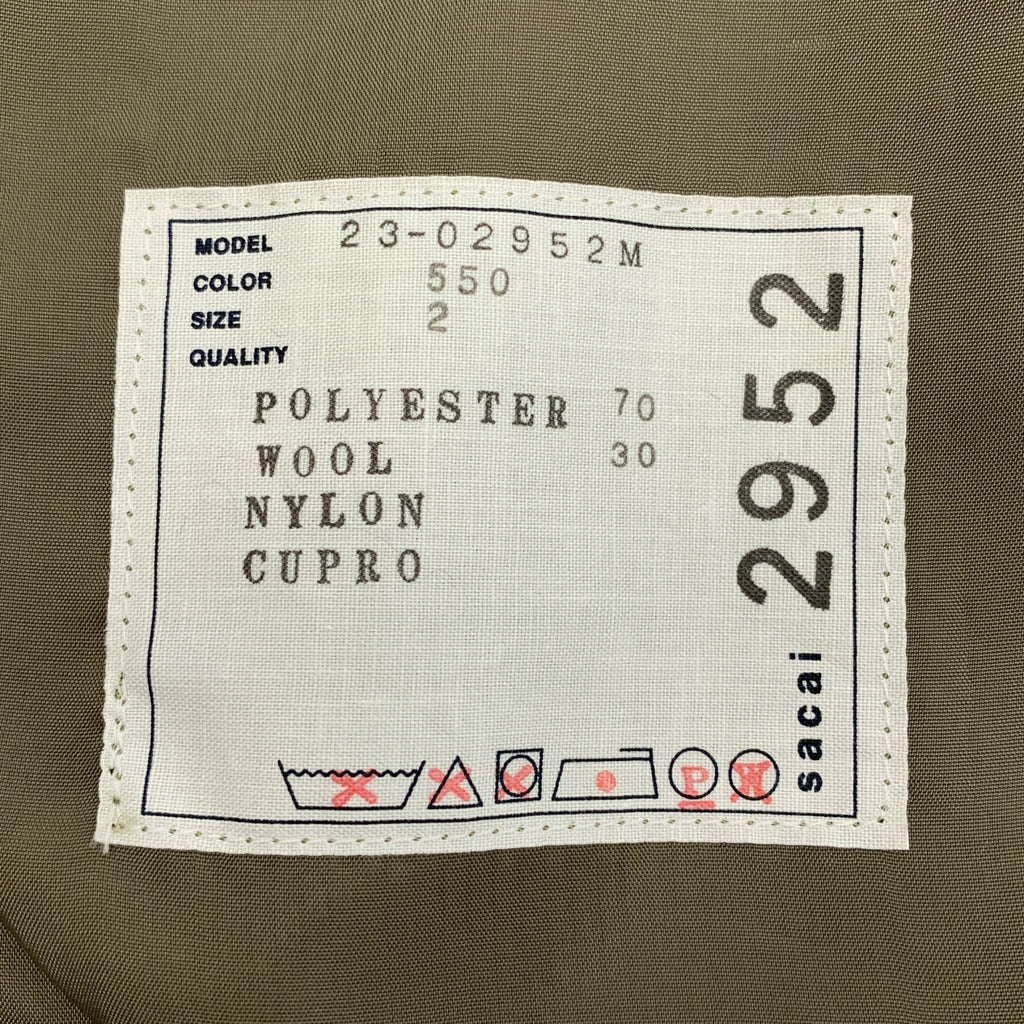 MODEL 23-02952M
COLOR 550
SIZE 2
QUALITY
POLYESTER 70
WOOL 30
NYLON
CUPRO
P W
sacai 2952